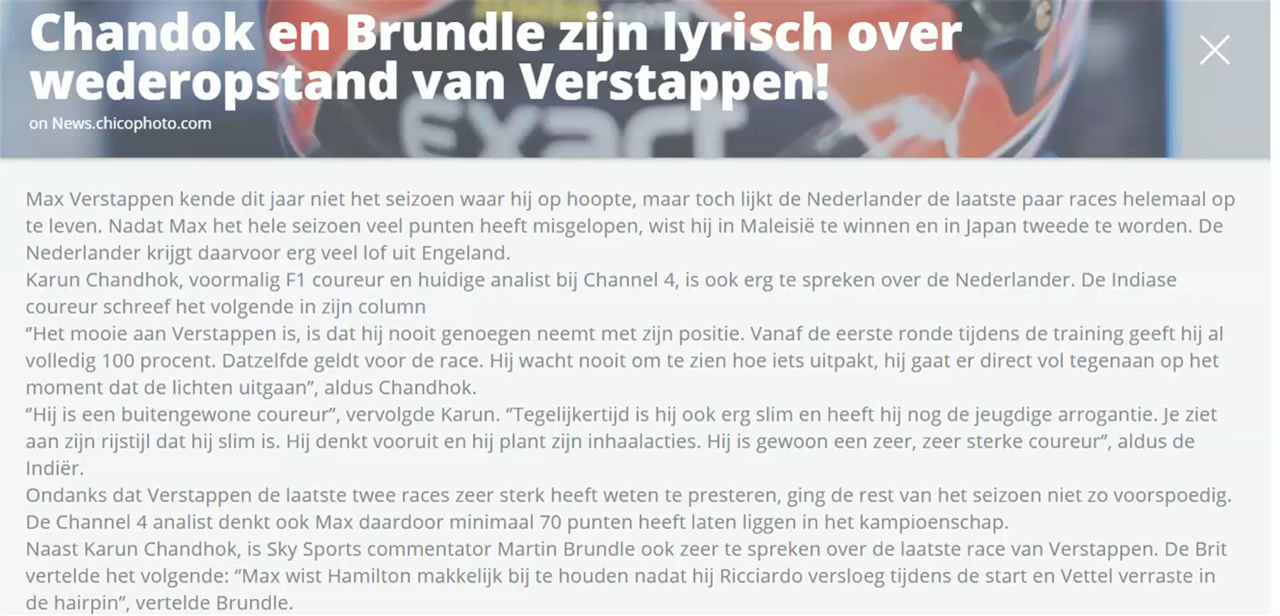 Chandok en Brundle zijn lyrisch over
wederopstand van Verstappen!
on News.chicophoto.com
exact
Max Verstappen kende dit jaar niet het seizoen waar hij op hoopte, maar toch lijkt de Nederlander de laatste paar races helemaal op
te leven. Nadat Max het hele seizoen veel punten heeft misgelopen, wist hij in Maleisië te winnen en in Japan tweede te worden. De
Nederlander krijgt daarvoor erg veel lof uit Engeland.
Karun Chandhok, voormalig F1 coureur en huidige analist bij Channel 4, is ook erg te spreken over de Nederlander. De Indiase
coureur schreef het volgende in zijn column
“Het mooie aan Verstappen is, is dat hij nooit genoegen neemt met zijn positie. Vanaf de eerste ronde tijdens de training geeft hij al
volledig 100 procent. Datzelfde geldt voor de race. Hij wacht nooit om te zien hoe iets uitpakt, hij gaat er direct vol tegenaan op het
moment dat de lichten uitgaan”, aldus Chandhok.
“Hij is een buitengewone coureur”, vervolgde Karun. “Tegelijkertijd is hij ook erg slim en heeft hij nog de jeugdige arrogantie. Je ziet
aan zijn rijstijl dat hij slim is. Hij denkt vooruit en hij plant zijn inhaalacties. Hij is gewoon een zeer, zeer sterke coureur”, aldus de
Indiër.
Ondanks dat Verstappen de laatste twee races zeer sterk heeft weten te presteren, ging de rest van het seizoen niet zo voorspoedig.
De Channel 4 analist denkt ook Max daardoor minimaal 70 punten heeft laten liggen in het kampioenschap.
Naast Karun Chandhok, is Sky Sports commentator Martin Brundle ook zeer te spreken over de laatste race van Verstappen. De Brit
vertelde het volgende: “Max wist Hamilton makkelijk bij te houden nadat hij Ricciardo versloeg tijdens de start en Vettel verraste in
de hairpin”, vertelde Brundle.